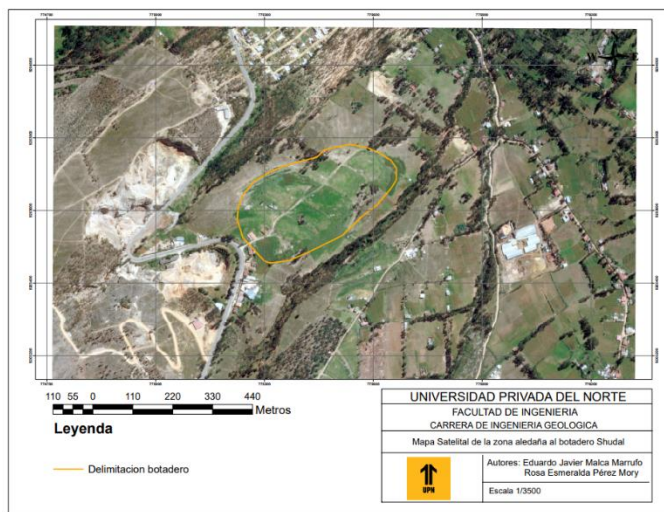 110 55 0 110 220 330 440
Metros
Leyenda
Delimitacion botadero
UNIVERSIDAD PRIVADA DEL NORTE
FACULTAD DE INGENIERIA
CARRERA DE INGENIERIA GEOLOGICA
Mapa Satelital de la zona aledaña al botadero Shudal
UPN
Autores: Eduardo Javier Malca Marrufo
Rosa Esmeralda Pérez Mory
Escala 1/3500